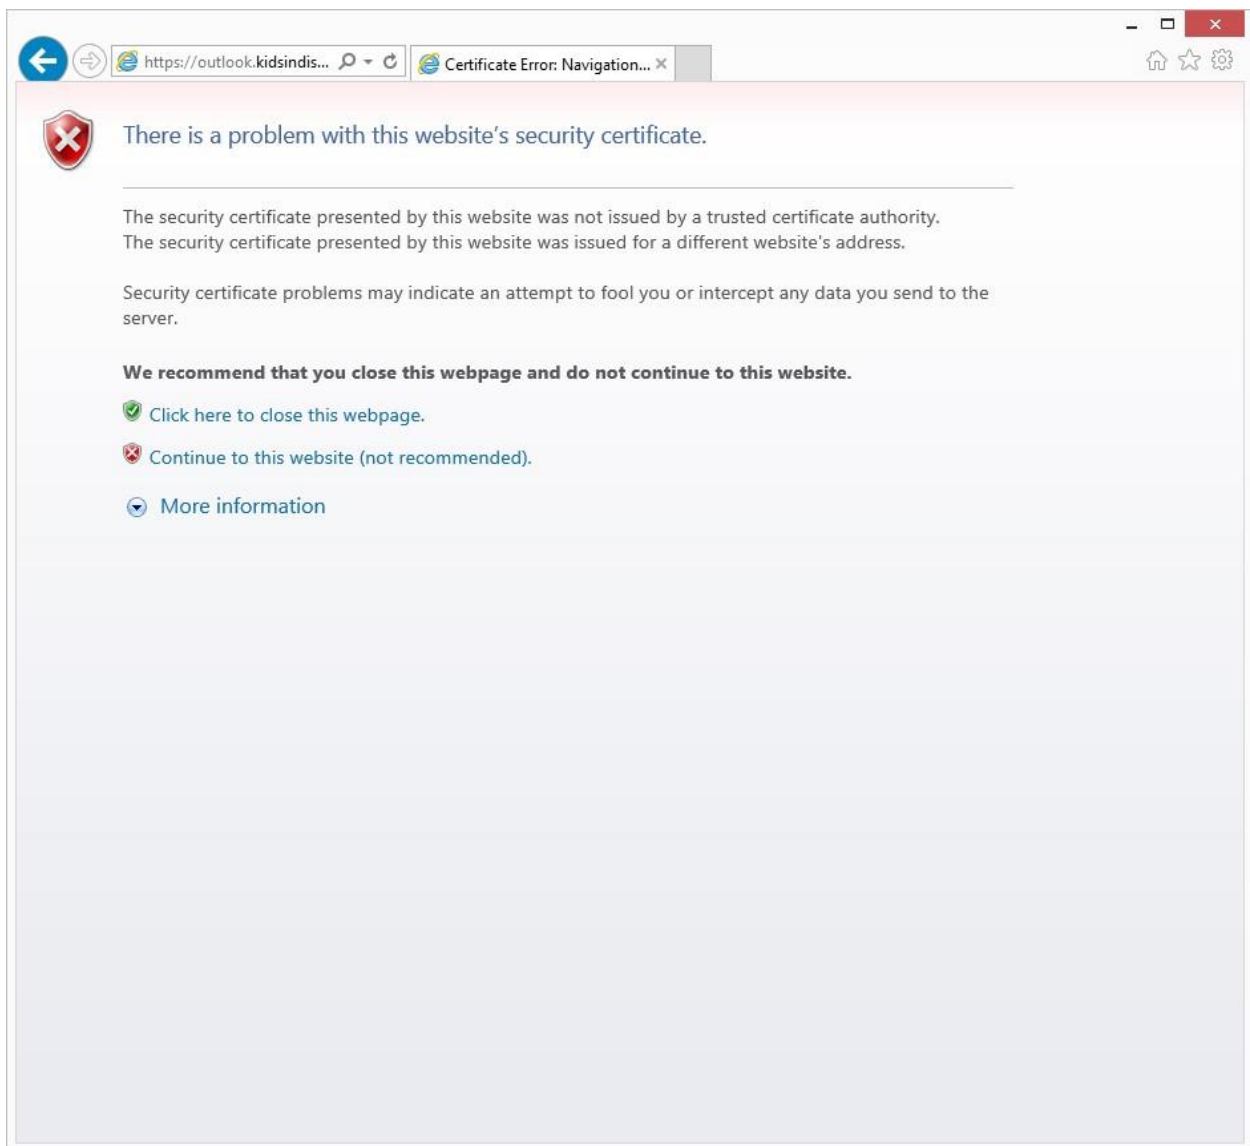 https://outlook.kidsindis...
Certificate Error: Navigation...
There is a problem with this website's security certificate.
The security certificate presented by this website was not issued by a trusted certificate authority.
The security certificate presented by this website was issued for a different website's address.
Security certificate problems may indicate an attempt to fool you or intercept any data you send to the
server.
We recommend that you close this webpage and do not continue to this website.
Click here to close this webpage.
Continue to this website (not recommended).
More information